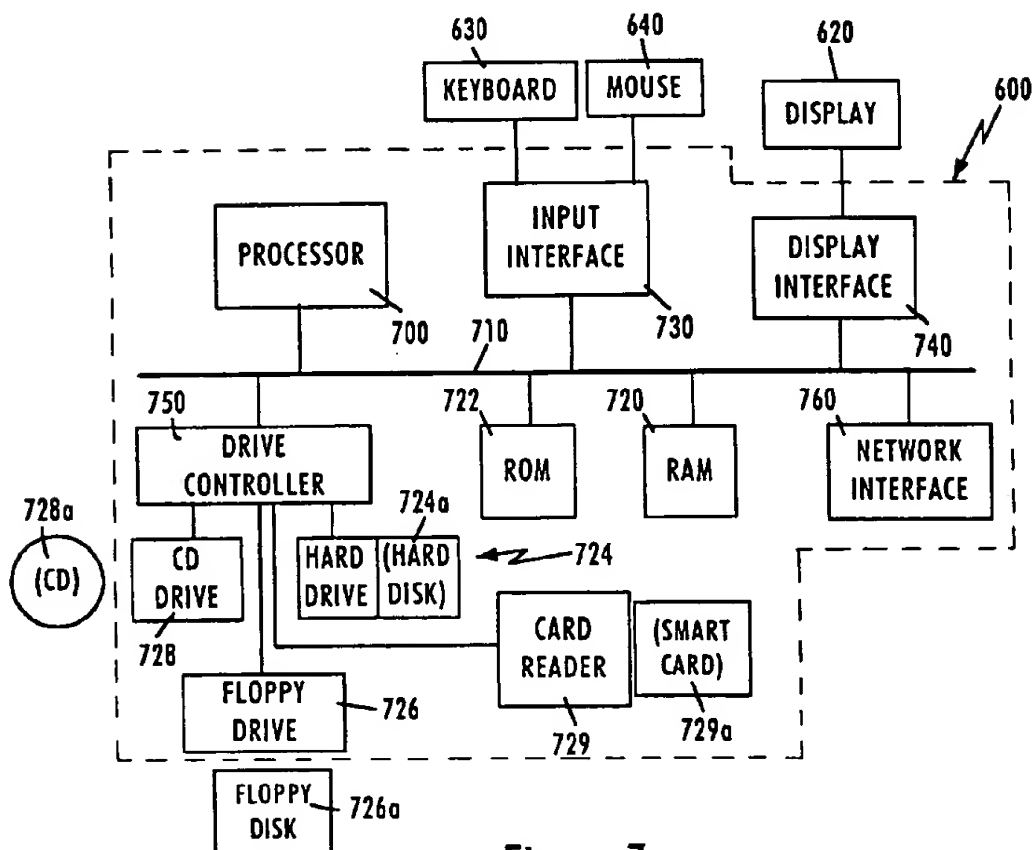 630
640
620
KEYBOARD
MOUSE
DISPLAY
600
PROCESSOR
700
INPUT
INTERFACE
730
DISPLAY
INTERFACE
740
710
750
722
720
760
DRIVE
CONTROLLER
ROM
RAM
NETWORK
INTERFACE
728a
(CD)
CD
DRIVE
728
HARD
DRIVE
724a
(HARD
DISK)
724
CARD
READER
729
(SMART
CARD)
729a
FLOPPY
DRIVE
726
FLOPPY
DISK
726a